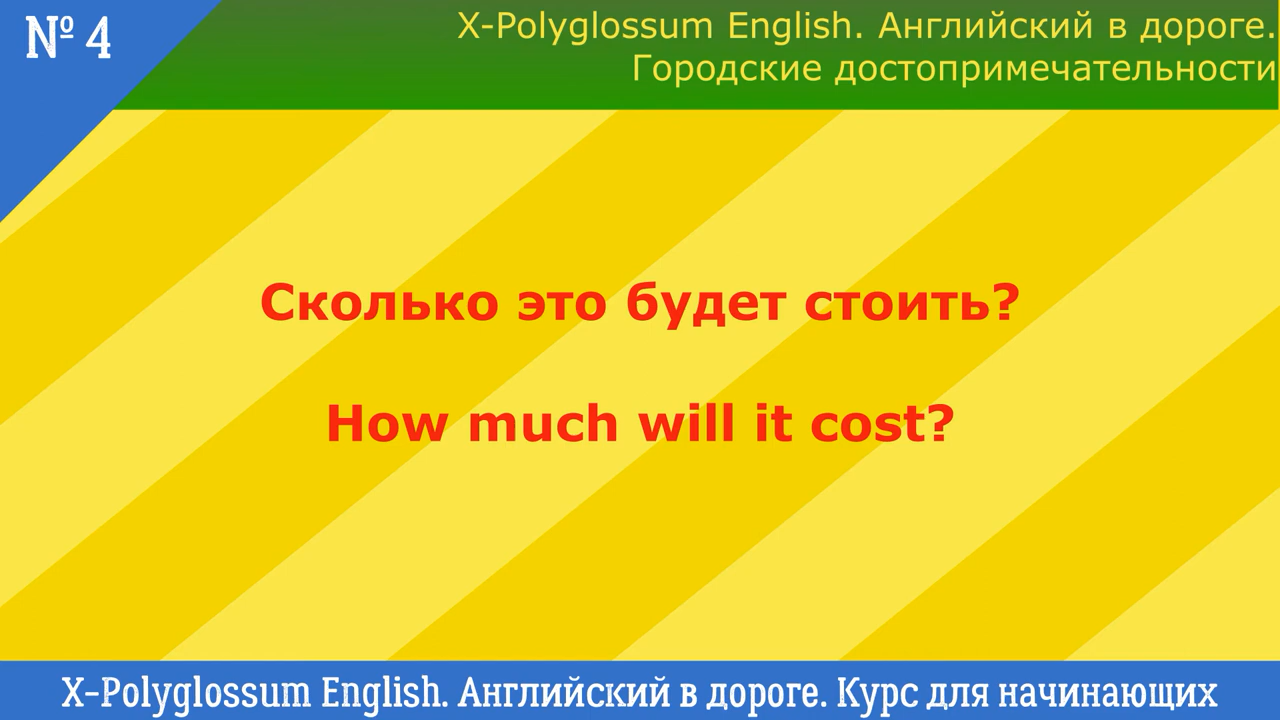 № 4
X-Polyglossum English. Английский в дороге.
Городские достопримечательности
Сколько это будет стоить?
How much will it cost?
X-Polyglossum English. Английский в дороге. Курс для начинающих